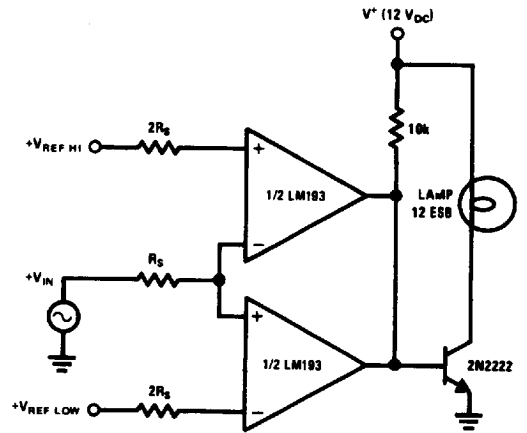 V⁺ (12 V_DC)
2R_S
+V_REF HI
+
10k
1/2 LM193
LAMP
12 ESB
−
R_S
+V_IN
+
1/2 LM193
2N2222
2R_S
+V_REF LOW
−